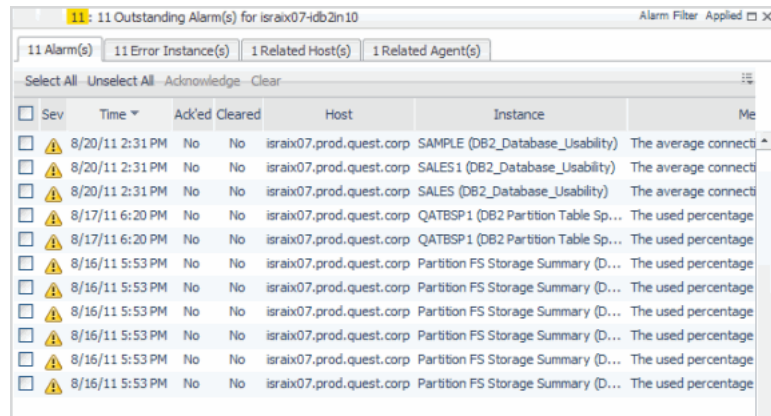 11 : 11 Outstanding Alarm(s) for israix07-idb2in10 Alarm Filter Applied
11 Alarm(s) 11 Error Instance(s) 1 Related Host(s) 1 Related Agent(s)
Select All Unselect All Acknowledge Clear
Sev Time Ack'ed Cleared Host Instance Me
8/20/11 2:31 PM No No israix07.prod.quest.corp SAMPLE (DB2_Database_Usability) The average connecti
8/20/11 2:31 PM No No israix07.prod.quest.corp SALES1 (DB2_Database_Usability) The average connecti
8/20/11 2:31 PM No No israix07.prod.quest.corp SALES (DB2_Database_Usability) The average connecti
8/17/11 6:20 PM No No israix07.prod.quest.corp QATBSP1 (DB2 Partition Table Sp... The used percentage
8/17/11 6:20 PM No No israix07.prod.quest.corp QATBSP1 (DB2 Partition Table Sp... The used percentage
8/16/11 5:53 PM No No israix07.prod.quest.corp Partition FS Storage Summary (D... The used percentage
8/16/11 5:53 PM No No israix07.prod.quest.corp Partition FS Storage Summary (D... The used percentage
8/16/11 5:53 PM No No israix07.prod.quest.corp Partition FS Storage Summary (D... The used percentage
8/16/11 5:53 PM No No israix07.prod.quest.corp Partition FS Storage Summary (D... The used percentage
8/16/11 5:53 PM No No israix07.prod.quest.corp Partition FS Storage Summary (D... The used percentage
8/16/11 5:53 PM No No israix07.prod.quest.corp Partition FS Storage Summary (D... The used percentage